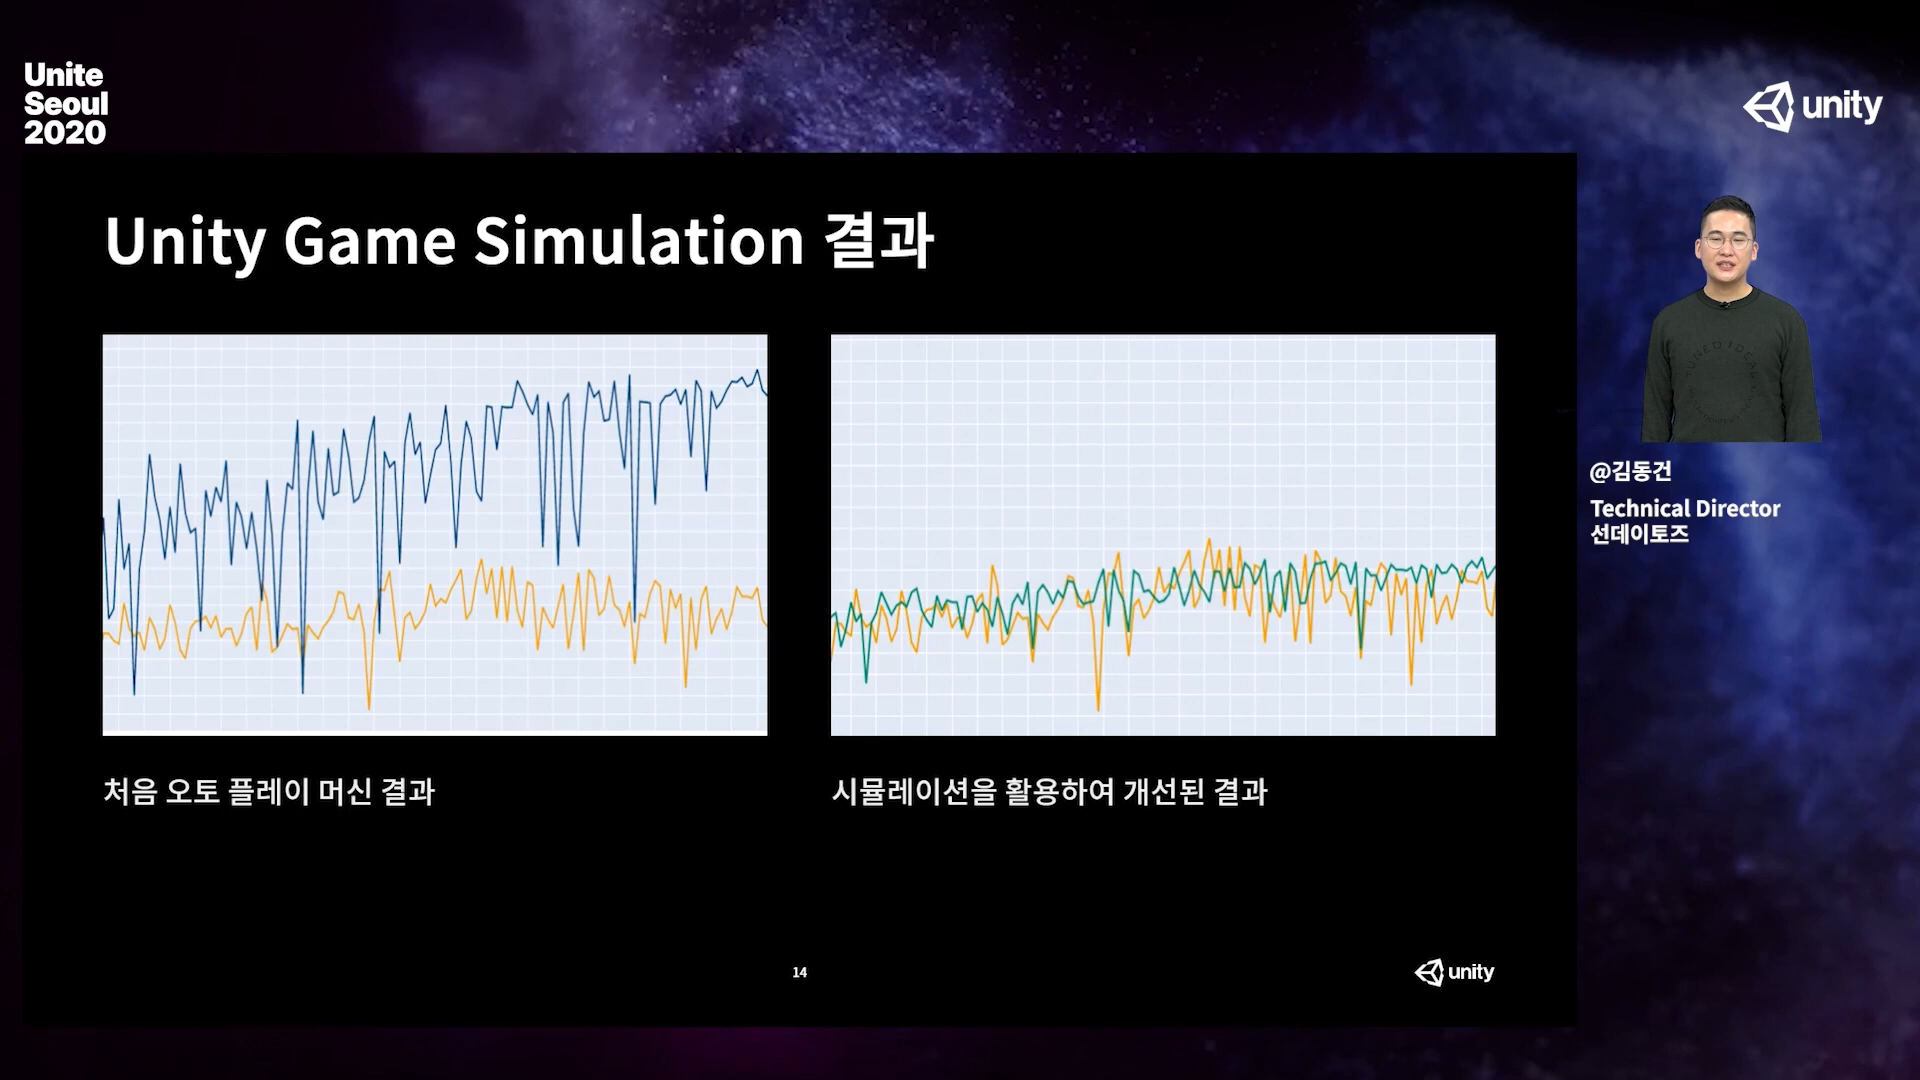 Unite
Seoul
2020
unity
Unity Game Simulation 결과
@김동건
Technical Director
선데이토즈
처음 오토 플레이 머신 결과
시뮬레이션을 활용하여 개선된 결과
14
unity